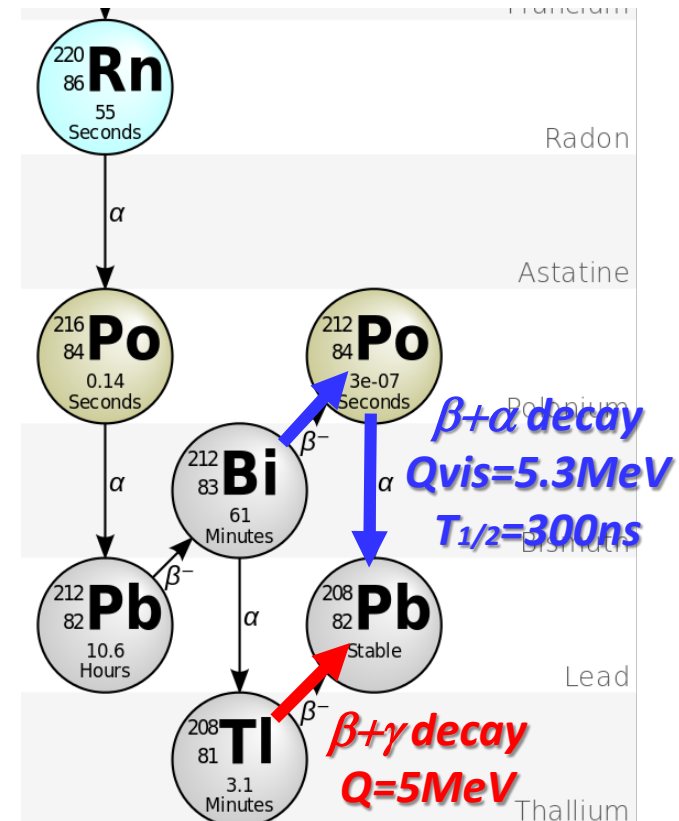 Francium
220
86
Rn
55
Seconds
Radon
α
Astatine
216
84
Po
0.14
Seconds
212
84
Po
3e-07
Seconds
Polonium
β+α decay
Qvis=5.3MeV
T1/2=300ns
β⁻
α
α
Bismuth
212
83
Bi
61
Minutes
β⁻
212
82
Pb
10.6
Hours
α
208
82
Pb
Stable
Lead
β⁻
208
81
Tl
3.1
Minutes
β+γ decay
Q=5MeV
Thallium